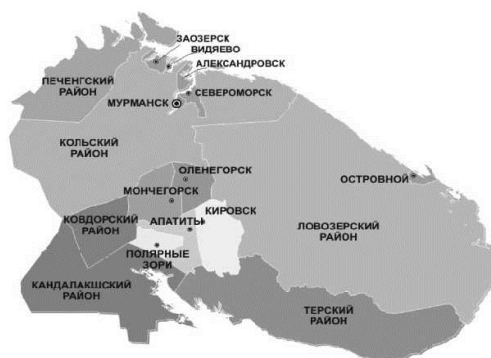 ЗАОЗЕРСК
ВИДЯЕВО
АЛЕКСАНДРОВСК
ПЕЧЕНГСКИЙ
РАЙОН
СЕВЕРОМОРСК
МУРМАНСК
КОЛЬСКИЙ
РАЙОН
ОЛЕНЕГОРСК
ОСТРОВНОЙ
МОНЧЕГОРСК
КИРОВСК
КОВДОРСКИЙ
РАЙОН
АПАТИТЫ
ЛОВОЗЕРСКИЙ
РАЙОН
ПОЛЯРНЫЕ
ЗОРИ
КАНДАЛАКШСКИЙ
РАЙОН
ТЕРСКИЙ
РАЙОН